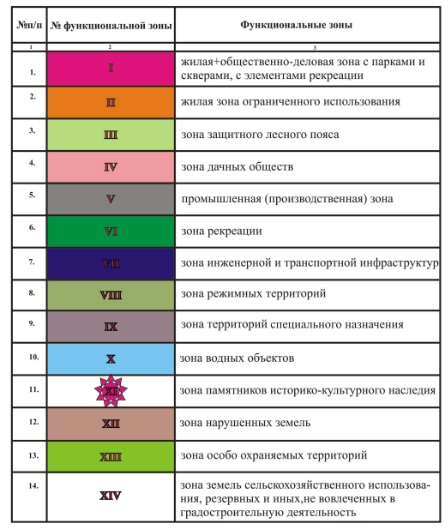 №п/п № функциональной зоны Функциональные зоны
1 2 3
1. I жилая+общественно-деловая зона с парками и
скверами, с элементами рекреации
2. II жилая зона ограниченного использования
3. III зона защитного лесного пояса
4. IV зона дачных обществ
5. V промышленная (производственная) зона
6. VI зона рекреации
7. VII зона инженерной и транспортной инфраструктур
8. VIII зона режимных территорий
9. IX зона территорий специального назначения
10. X зона водных объектов
11. XI зона памятников историко-культурного наследия
12. XII зона нарушенных земель
13. XIII зона особо охраняемых территорий
14. XIV зона земель сельскохозяйственного использова-
ния, резервных и иных,не вовлеченных в
градостроительную деятельность